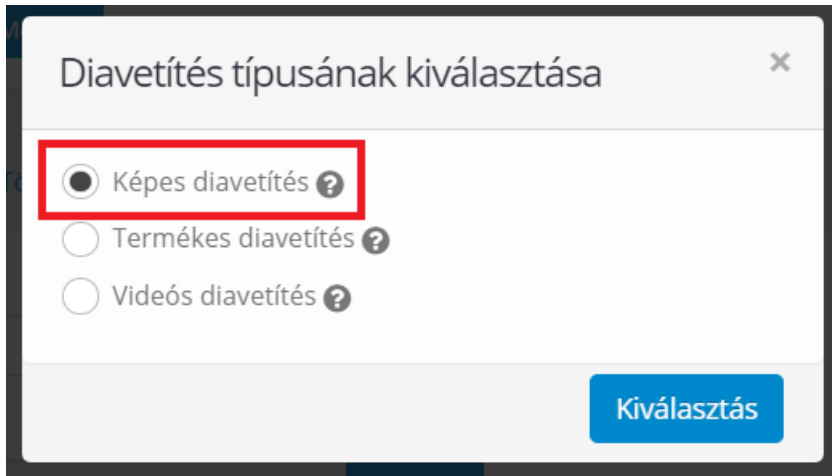 Diavetítés típusának kiválasztása
×
Képes diavetítés ?
Termékes diavetítés ?
Videós diavetítés ?
Kiválasztás